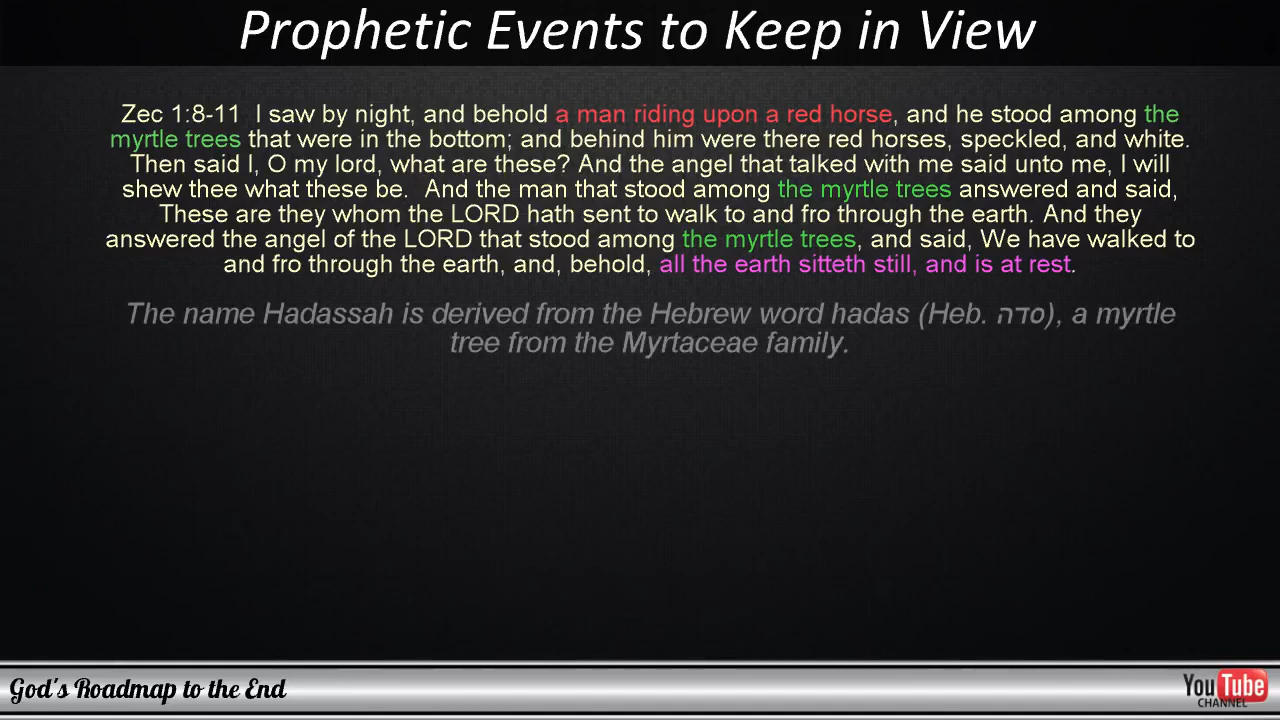 Prophetic Events to Keep in View
Zec 1:8-11  I saw by night, and behold a man riding upon a red horse, and he stood among the
myrtle trees that were in the bottom; and behind him were there red horses, speckled, and white.
Then said I, O my lord, what are these? And the angel that talked with me said unto me, I will
shew thee what these be.  And the man that stood among the myrtle trees answered and said,
These are they whom the LORD hath sent to walk to and fro through the earth. And they
answered the angel of the LORD that stood among the myrtle trees, and said, We have walked to
and fro through the earth, and, behold, all the earth sitteth still, and is at rest.
The name Hadassah is derived from the Hebrew word hadas (Heb. סדה), a myrtle
tree from the Myrtaceae family.
God's Roadmap to the End
YouTube
CHANNEL